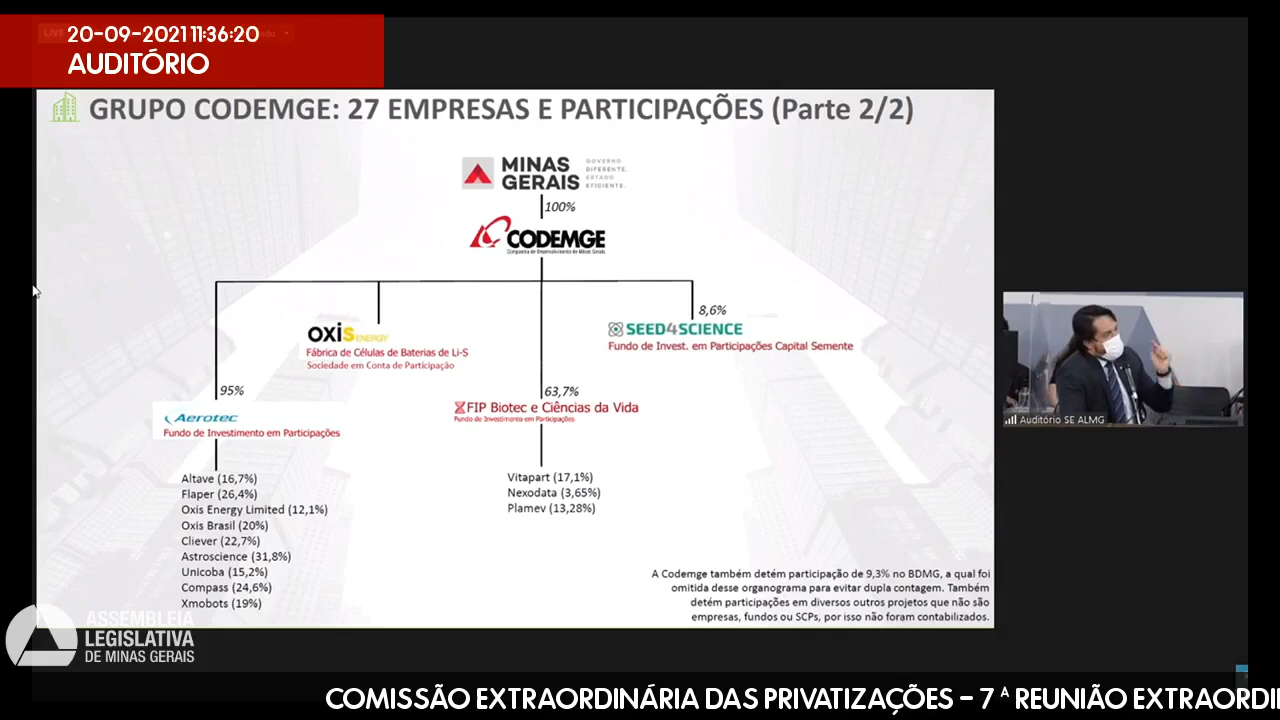 LIVE
20-09-2021 11:36:20
AUDITÓRIO
GRUPO CODEMGE: 27 EMPRESAS E PARTICIPAÇÕES (Parte 2/2)
MINAS
GERAIS
GOVERNO
DIFERENTE.
ESTADO
EFICIENTE.
100%
CODEMGE
Companhia de Desenvolvimento de Minas Gerais
8,6%
OXIS ENERGY
Fábrica de Células de Baterias de Li-S
Sociedade em Conta de Participação
SEED4SCIENCE
Fundo de Invest. em Participações Capital Semente
95%
63,7%
Aerotec
Fundo de Investimento em Participações
FIP Biotec e Ciências da Vida
Fundo de Investimento em Participações
Altave (16,7%)
Flaper (26,4%)
Oxis Energy Limited (12,1%)
Oxis Brasil (20%)
Cliever (22,7%)
Astroscience (31,8%)
Unicoba (15,2%)
Compass (24,6%)
Xmobots (19%)
Vitapart (17,1%)
Nexodata (3,65%)
Plamev (13,28%)
A Codemge também detém participação de 9,3% no BDMG, a qual foi
omitida desse organograma para evitar dupla contagem. Também
detém participações em diversos outros projetos que não são
empresas, fundos ou SCPs, por isso não foram contabilizados.
Auditório SE ALMG
ASSEMBLEIA
LEGISLATIVA
DE MINAS GERAIS
COMISSÃO EXTRAORDINÁRIA DAS PRIVATIZAÇÕES – 7 ª REUNIÃO EXTRAORDI